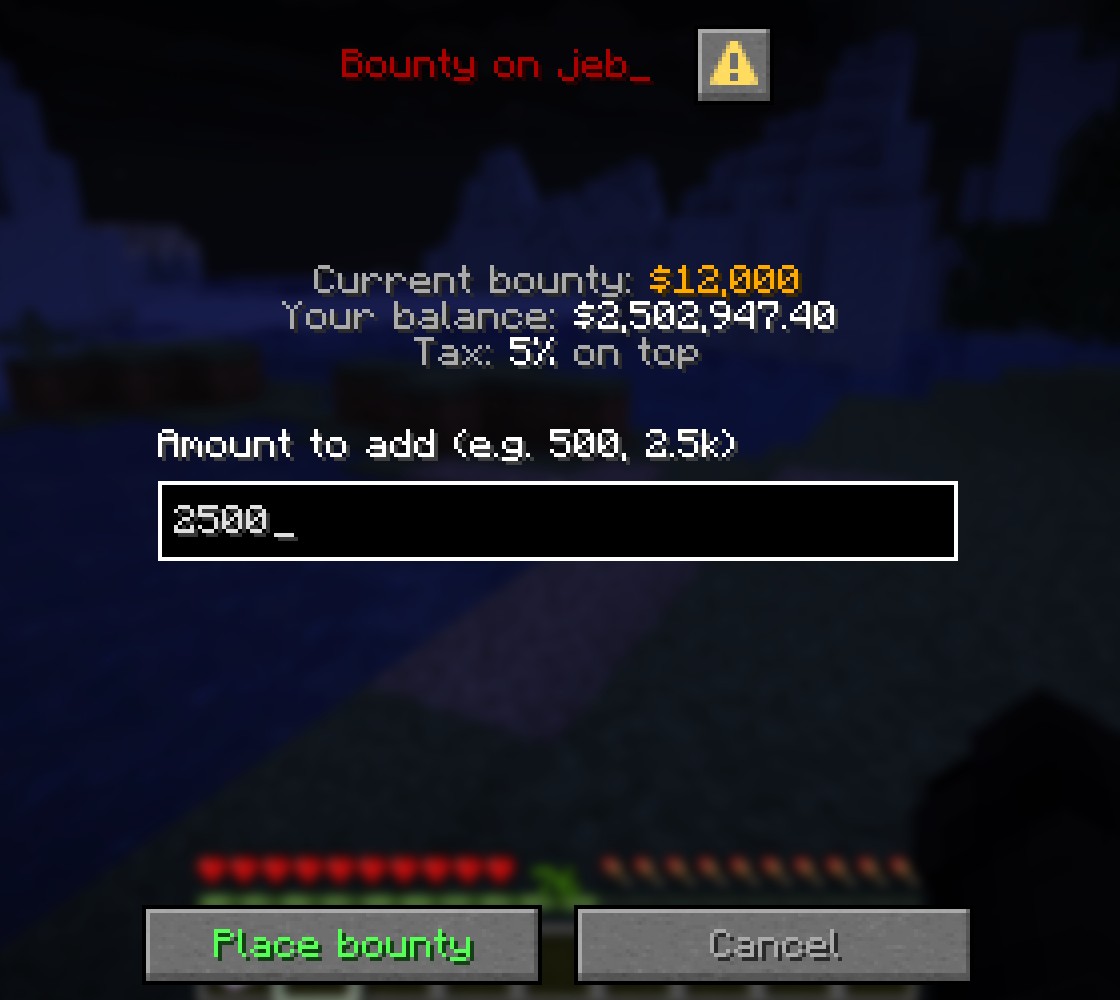 Bounty on jeb_
Current bounty: $12,000
Your balance: $2,502,947.40
Tax: 5% on top
Amount to add (e.g. 500, 2.5k)
2500_
Place bounty
Cancel